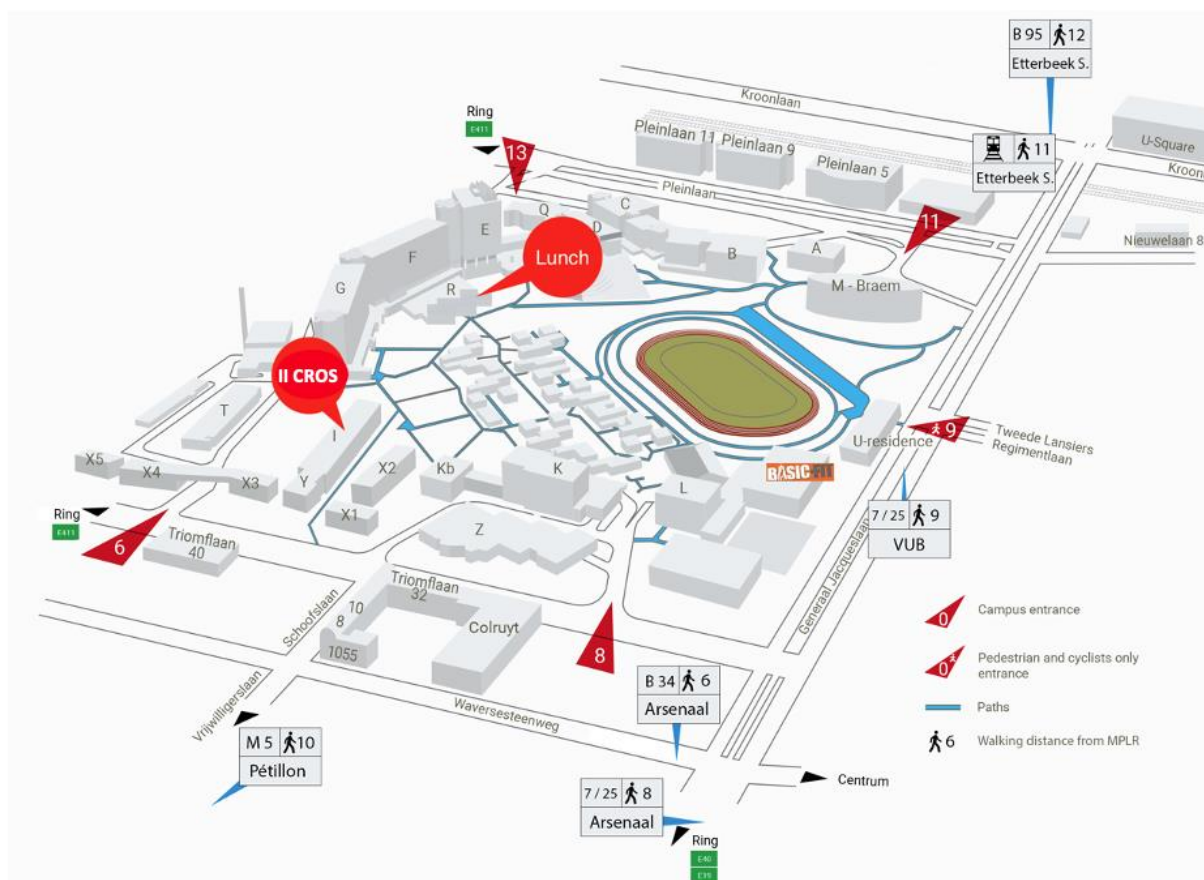 B 95 12
Etterbeek S.
Kroonlaan
Ring
E411
13
Pleinlaan 11
Pleinlaan 9
Pleinlaan 5
11
Etterbeek S.
U-Square
Pleinlaan
11
Nieuwelaan 8
Q
C
D
E
F
G
Lunch
R
B
A
M - Braem
II CROS
T
I
X5
X4
X3
Y
X2
X1
Kb
K
Z
L
BASIC-FIT
U-residence
9
Tweede Lansiers
Regimentlaan
7 / 25 9
VUB
Ring
E411
6
Triomflaan
40
Schoofslaan
Triomflaan
32
10
8
1055
Colruyt
8
Generaal Jacqueslaan
0 Campus entrance
0 Pedestrian and cyclists only
entrance
Paths
6 Walking distance from MPLR
B 34 6
Arsenaal
Waversesteenweg
Vrijwilligerslaan
M 5 10
Pétillon
7 / 25 8
Arsenaal
Centrum
Ring
E40